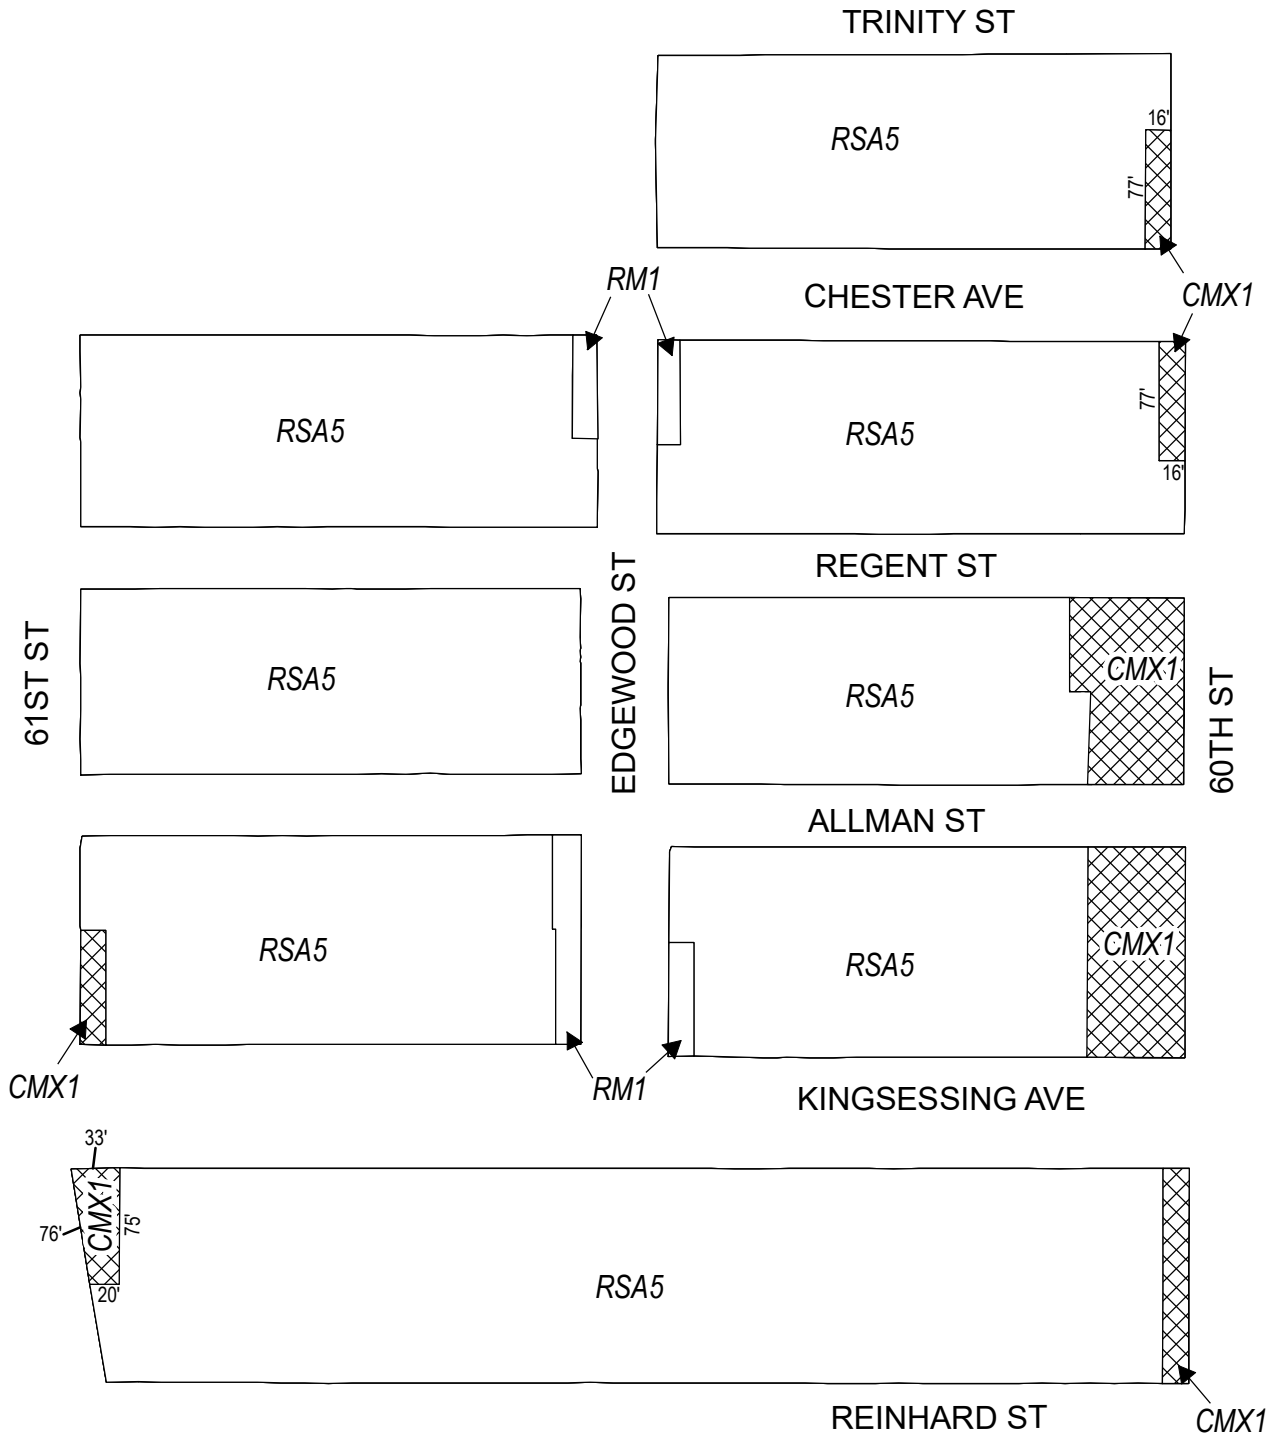 TRINITY ST
RSA5
16'
77'
RM1
CHESTER AVE
CMX1
RSA5
RSA5
77'
16'
REGENT ST
61ST ST
EDGEWOOD ST
60TH ST
RSA5
RSA5
CMX1
ALLMAN ST
RSA5
RSA5
CMX1
CMX1
RM1
KINGSESSING AVE
33'
CMX1
76'
75'
20'
RSA5
REINHARD ST
CMX1